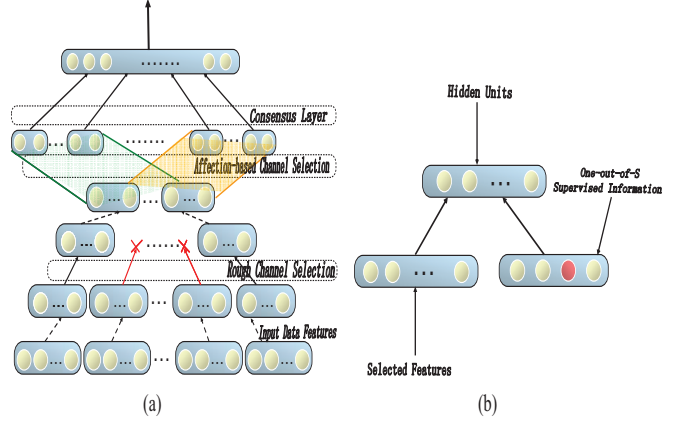 Consensus Layer
Affection-based Channel Selection
Rough Channel Selection
Input Data Features
(a)
Hidden Units
One-out-of-S
Supervised Information
Selected Features
(b)